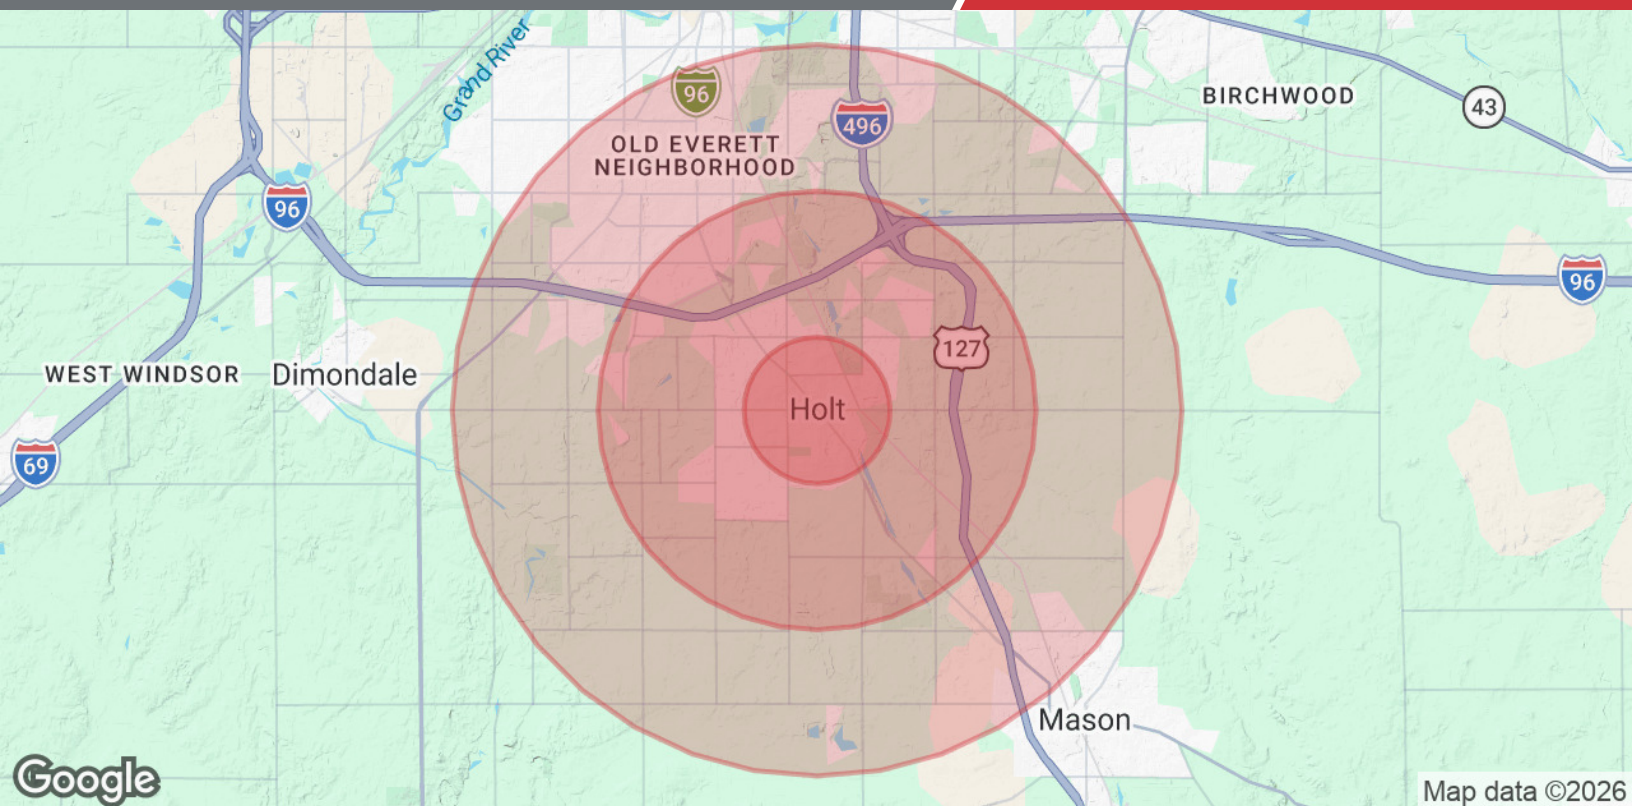 Grand River
96
496
BIRCHWOOD
43
OLD EVERETT
NEIGHBORHOOD
96
96
127
WEST WINDSOR
Dimondale
Holt
69
Mason
Google
Map data ©2026